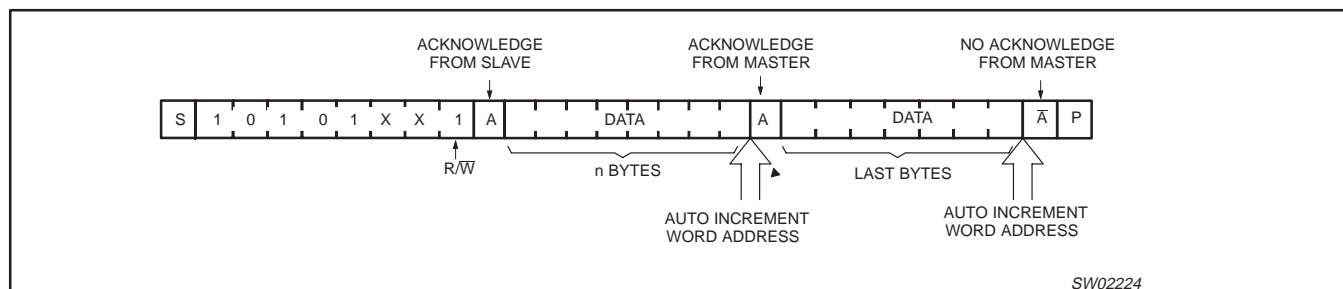 ACKNOWLEDGE
FROM SLAVE
ACKNOWLEDGE
FROM MASTER
NO ACKNOWLEDGE
FROM MASTER
S 1 0 1 0 1 X X 1 A DATA A DATA A̅ P
R/W̅
n BYTES
LAST BYTES
AUTO INCREMENT
WORD ADDRESS
AUTO INCREMENT
WORD ADDRESS
SW02224